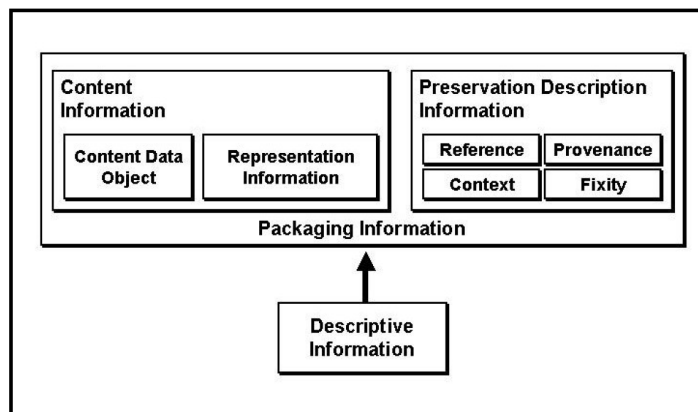 Content
Information
Content Data
Object
Representation
Information
Preservation Description
Information
Reference
Provenance
Context
Fixity
Packaging Information
Descriptive
Information